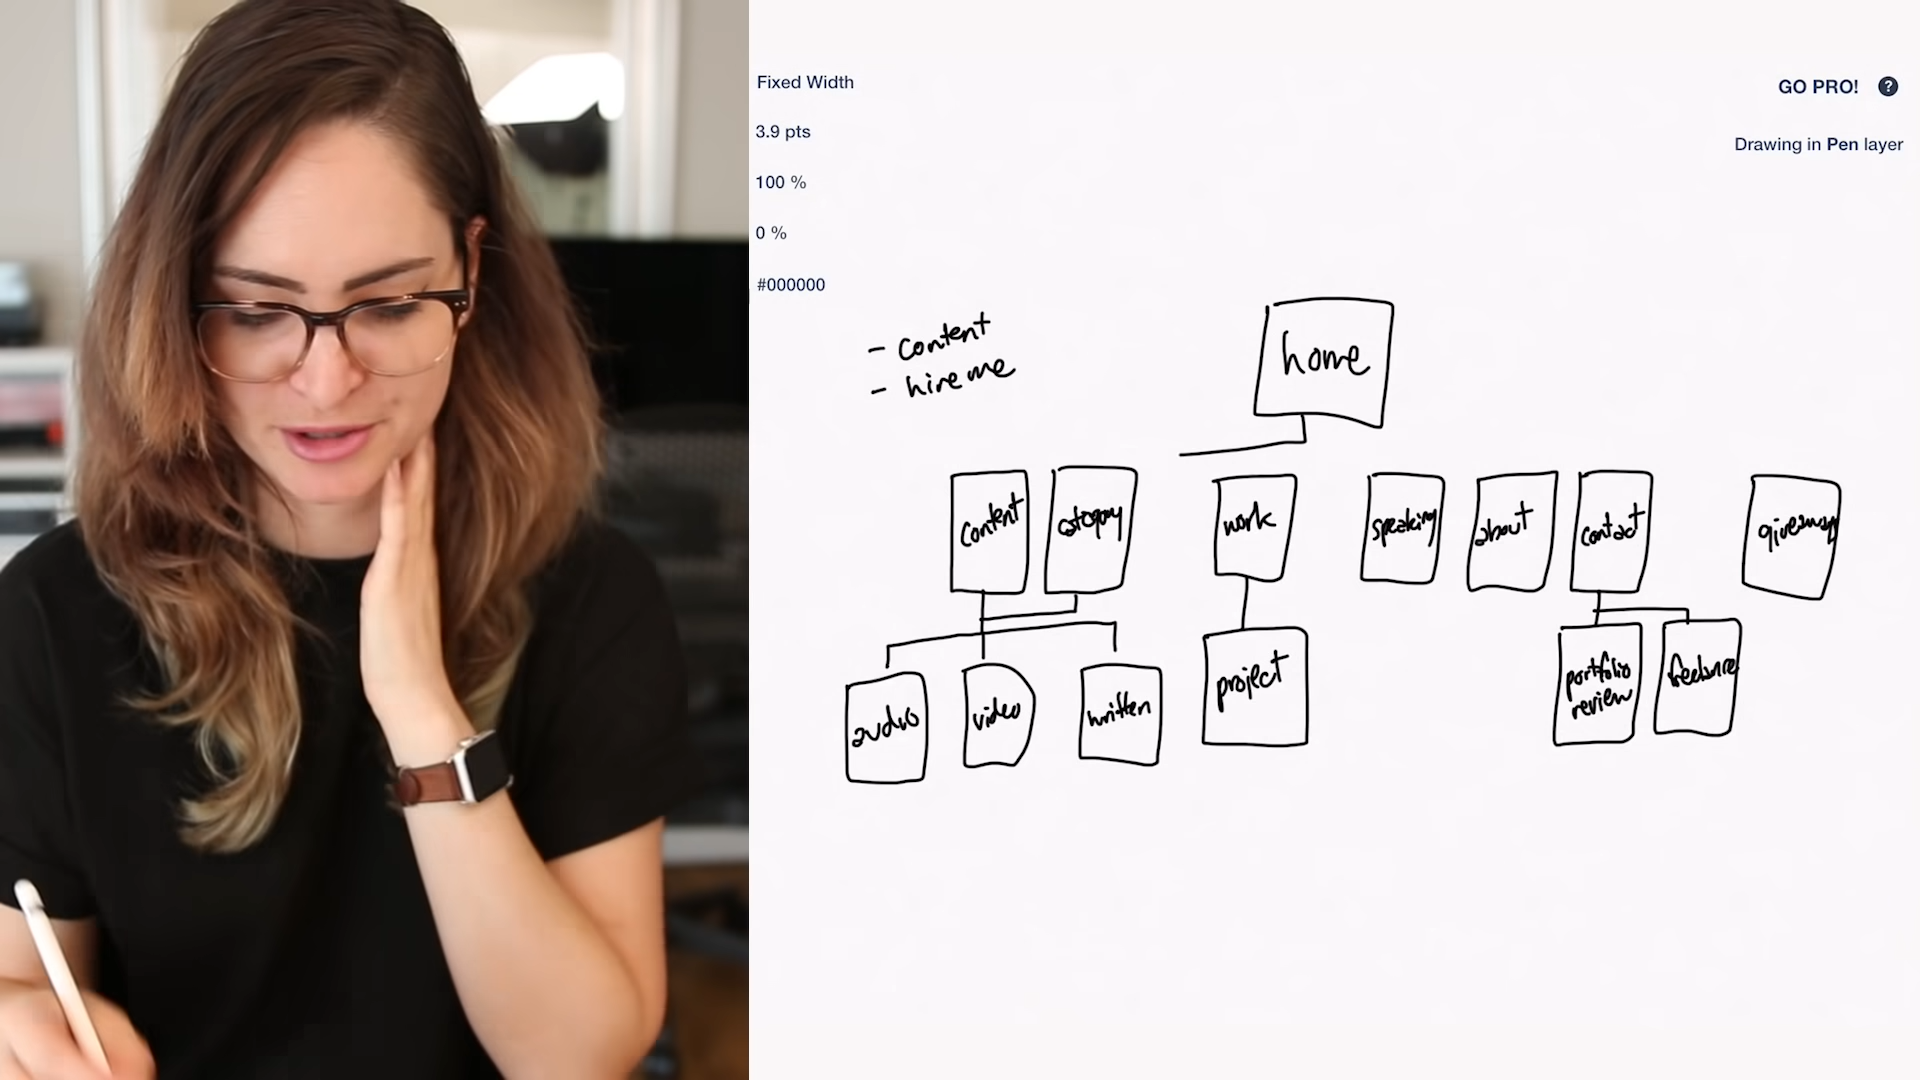 Fixed Width
GO PRO! ?
3.9 pts
Drawing in Pen layer
100 %
0 %
#000000
- content
- hire me
home
content
category
work
speaking
about
contact
giveaway
audio
video
written
project
portfolio
review
freelance